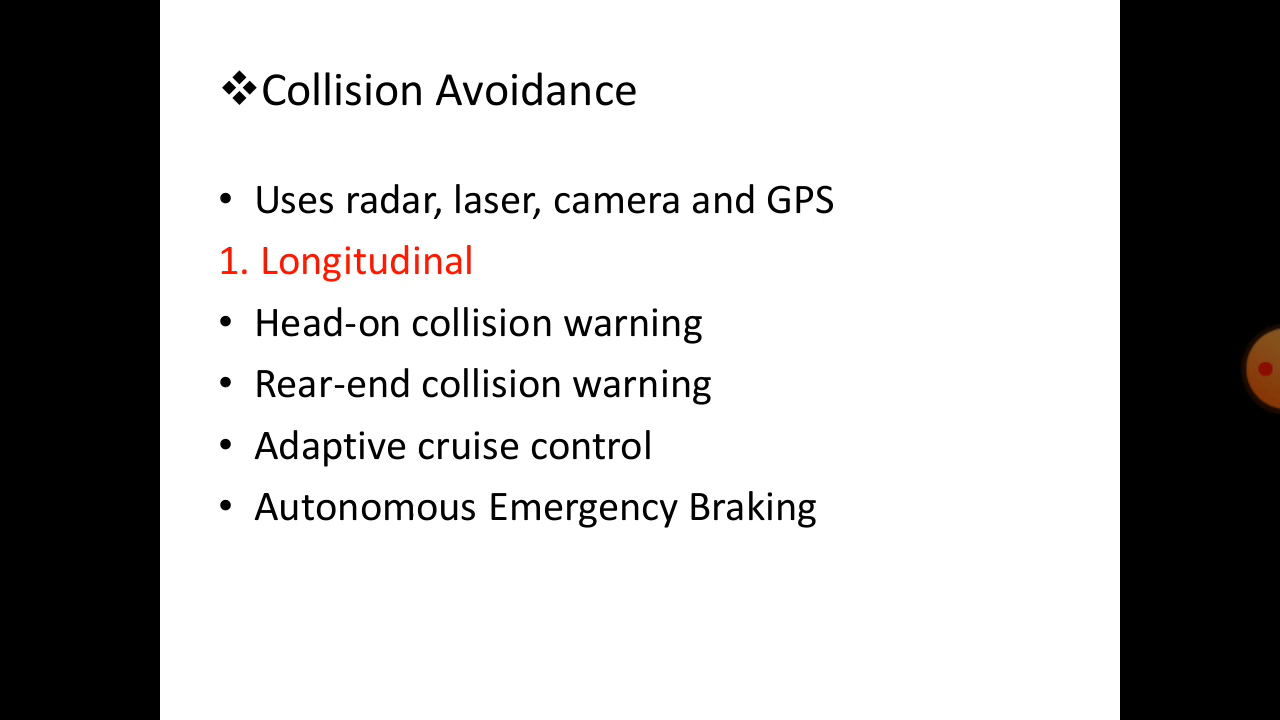 ❖Collision Avoidance
• Uses radar, laser, camera and GPS
1. Longitudinal
• Head-on collision warning
• Rear-end collision warning
• Adaptive cruise control
• Autonomous Emergency Braking